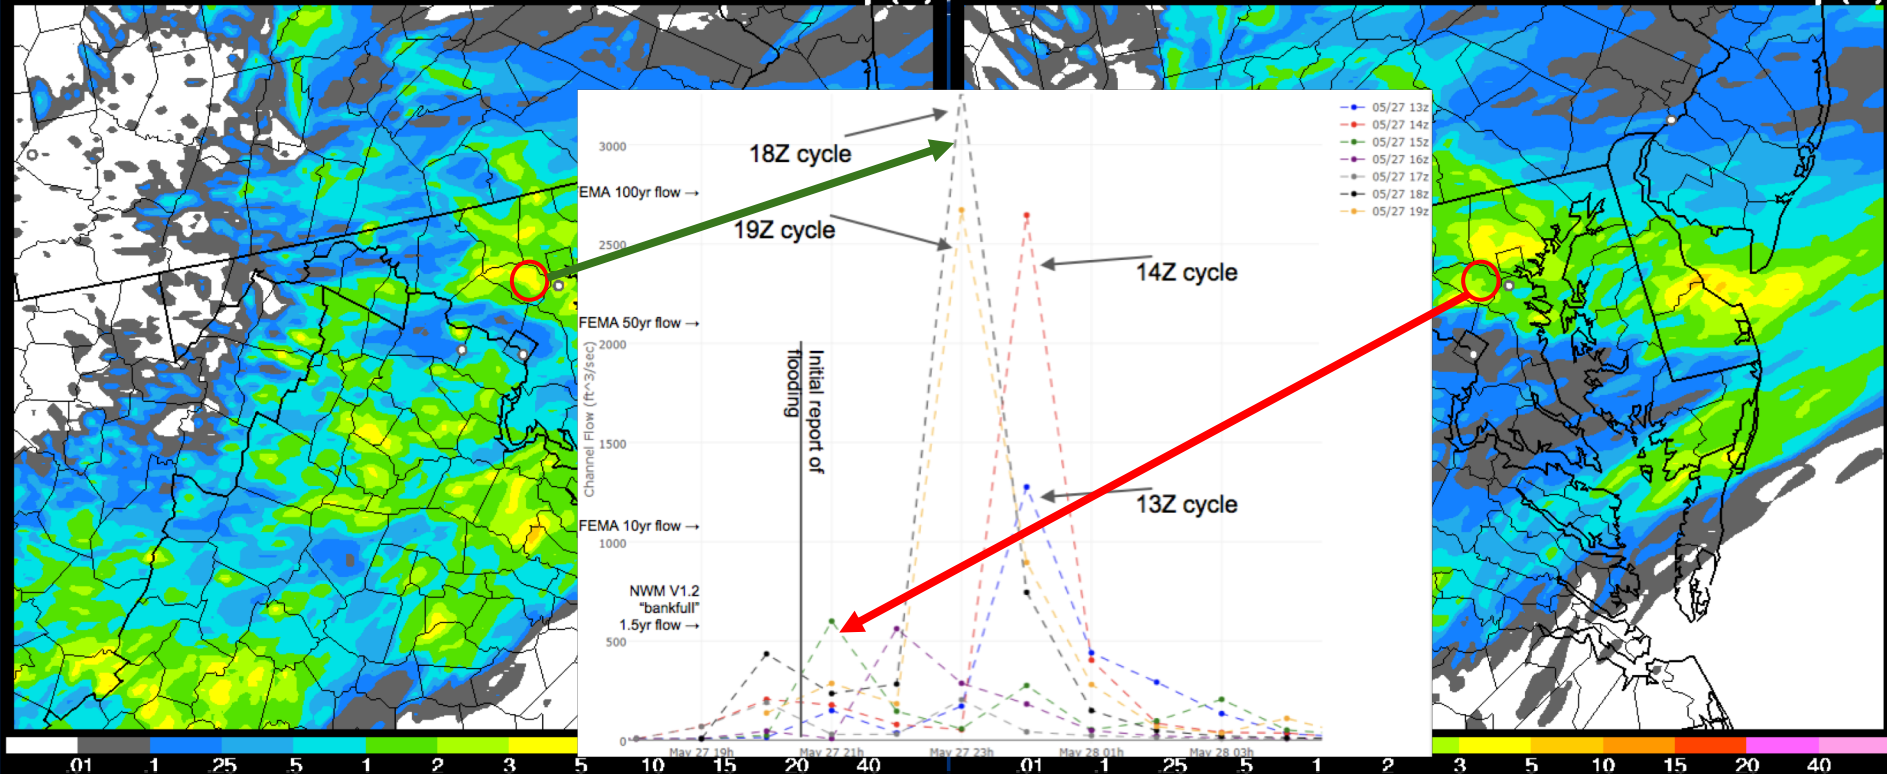 18Z cycle
19Z cycle
14Z cycle
13Z cycle
05/27 13z
05/27 14z
05/27 15z
05/27 16z
05/27 17z
05/27 18z
05/27 19z
3000
EMA 100yr flow →
2500
FEMA 50yr flow →
2000
Channel Flow (ft^3/sec)
Initial report of
flooding
1500
FEMA 10yr flow →
1000
NWM V1.2
"bankfull"
1.5yr flow →
500
0
May 27 19h
May 27 21h
May 27 23h
May 28 01h
May 28 03h
.01 .1 .25 .5 1 2 3 5 10 15 20 40
.01 .1 .25 .5 1 2 3 5 10 15 20 40